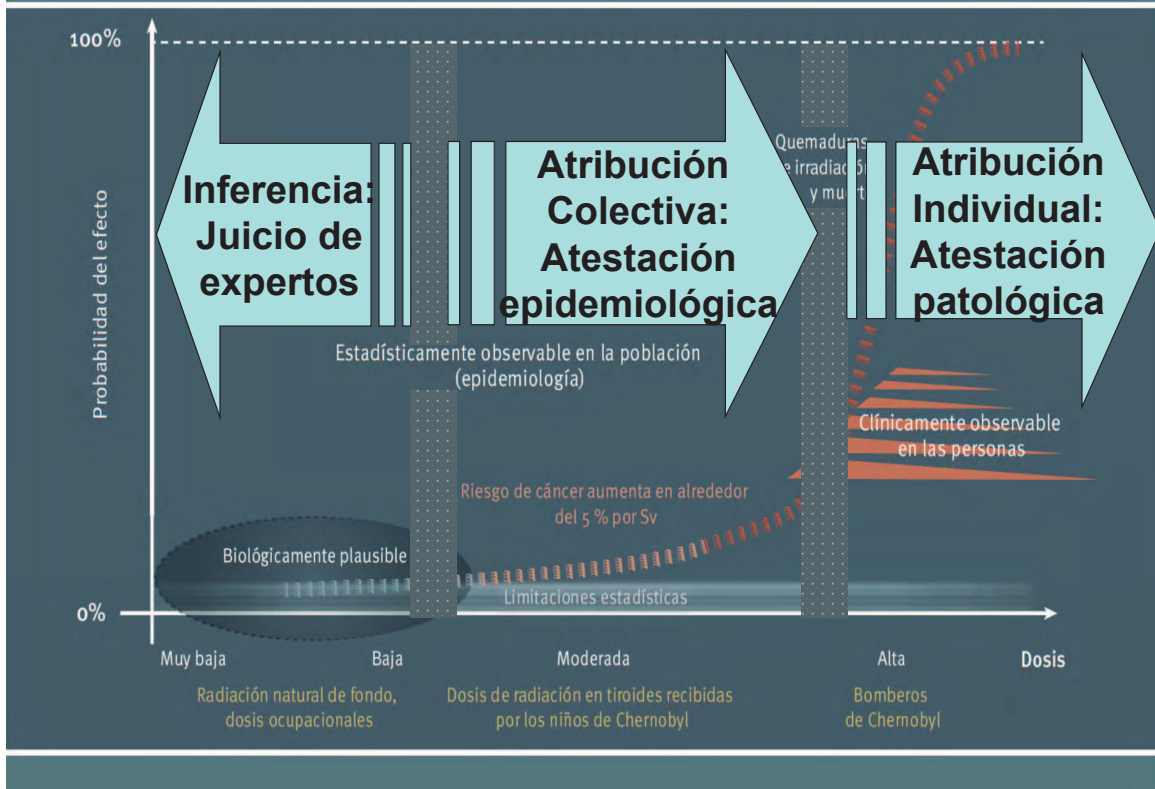 100%
Probabilidad del efecto
Inferencia:
Juicio de
expertos
Atribución
Colectiva:
Atestación
epidemiológica
Quemaduras
e irradiación
y muert
Atribución
Individual:
Atestación
patológica
Estadísticamente observable en la población
(epidemiología)
Clínicamente observable
en las personas
Riesgo de cáncer aumenta en alrededor
del 5 % por Sv
Biológicamente plausible
Limitaciones estadísticas
0%
Muy baja
Baja
Moderada
Alta
Dosis
Radiación natural de fondo,
dosis ocupacionales
Dosis de radiación en tiroides recibidas
por los niños de Chernobyl
Bomberos
de Chernobyl